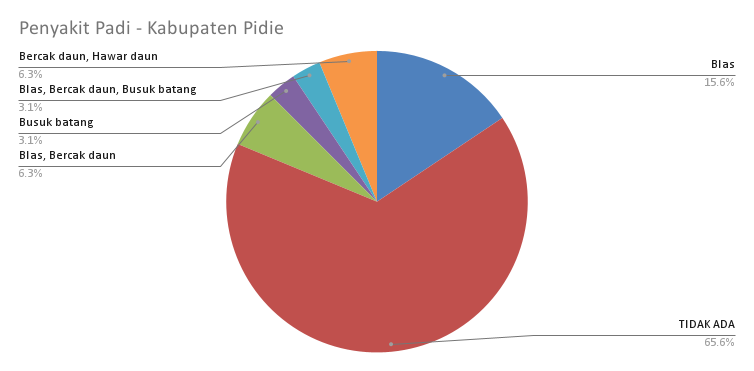 Penyakit Padi - Kabupaten Pidie
Bercak daun, Hawar daun
6.3%
Blas, Bercak daun, Busuk batang
3.1%
Busuk batang
3.1%
Blas, Bercak daun
6.3%
Blas
15.6%
TIDAK ADA
65.6%